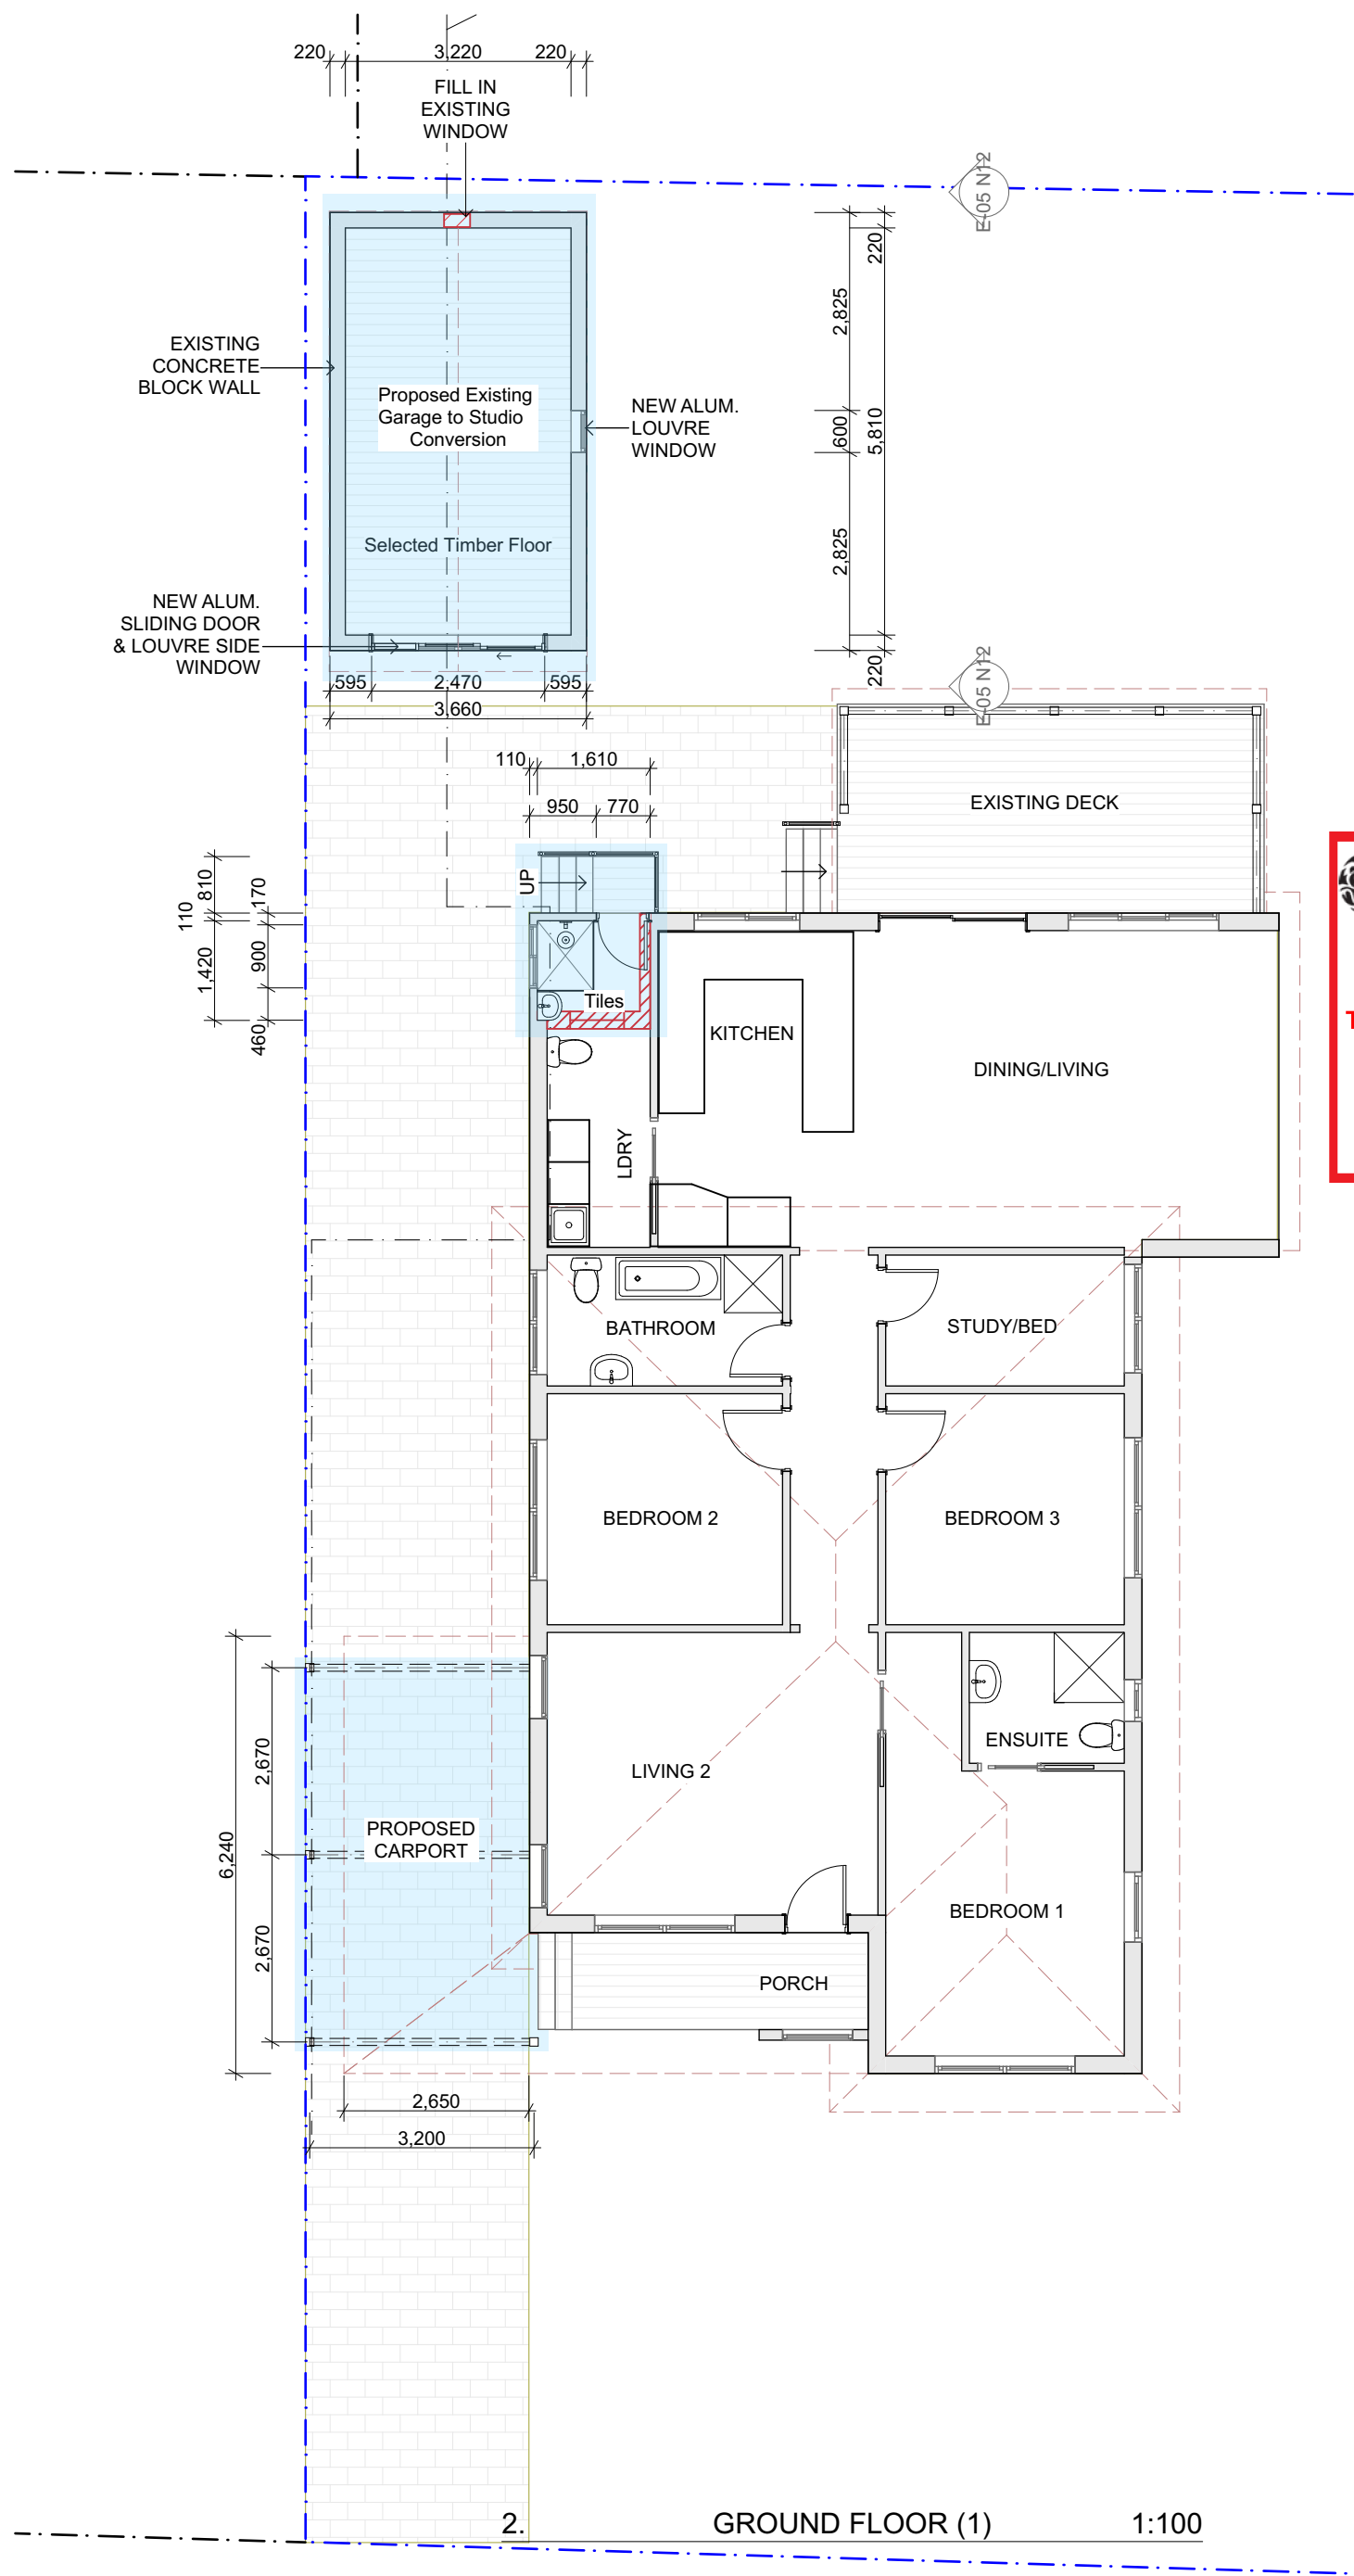 220
3,220
220
FILL IN
EXISTING
WINDOW
E-05 N12
220
2,825
EXISTING
CONCRETE
BLOCK WALL
Proposed Existing
Garage to Studio
Conversion
NEW ALUM.
LOUVRE
WINDOW
600
5,810
Selected Timber Floor
2,825
NEW ALUM.
SLIDING DOOR
& LOUVRE SIDE
WINDOW
220
E-05 N12
595
2,470
595
3,660
110
1,610
950
770
EXISTING DECK
UP
810
170
110
1,420
900
460
Tiles
KITCHEN
DINING/LIVING
T
LDRY
BATHROOM
STUDY/BED
BEDROOM 2
BEDROOM 3
ENSUITE
LIVING 2
2,670
6,240
PROPOSED
CARPORT
BEDROOM 1
2,670
PORCH
2,650
3,200
2.
GROUND FLOOR (1)
1:100